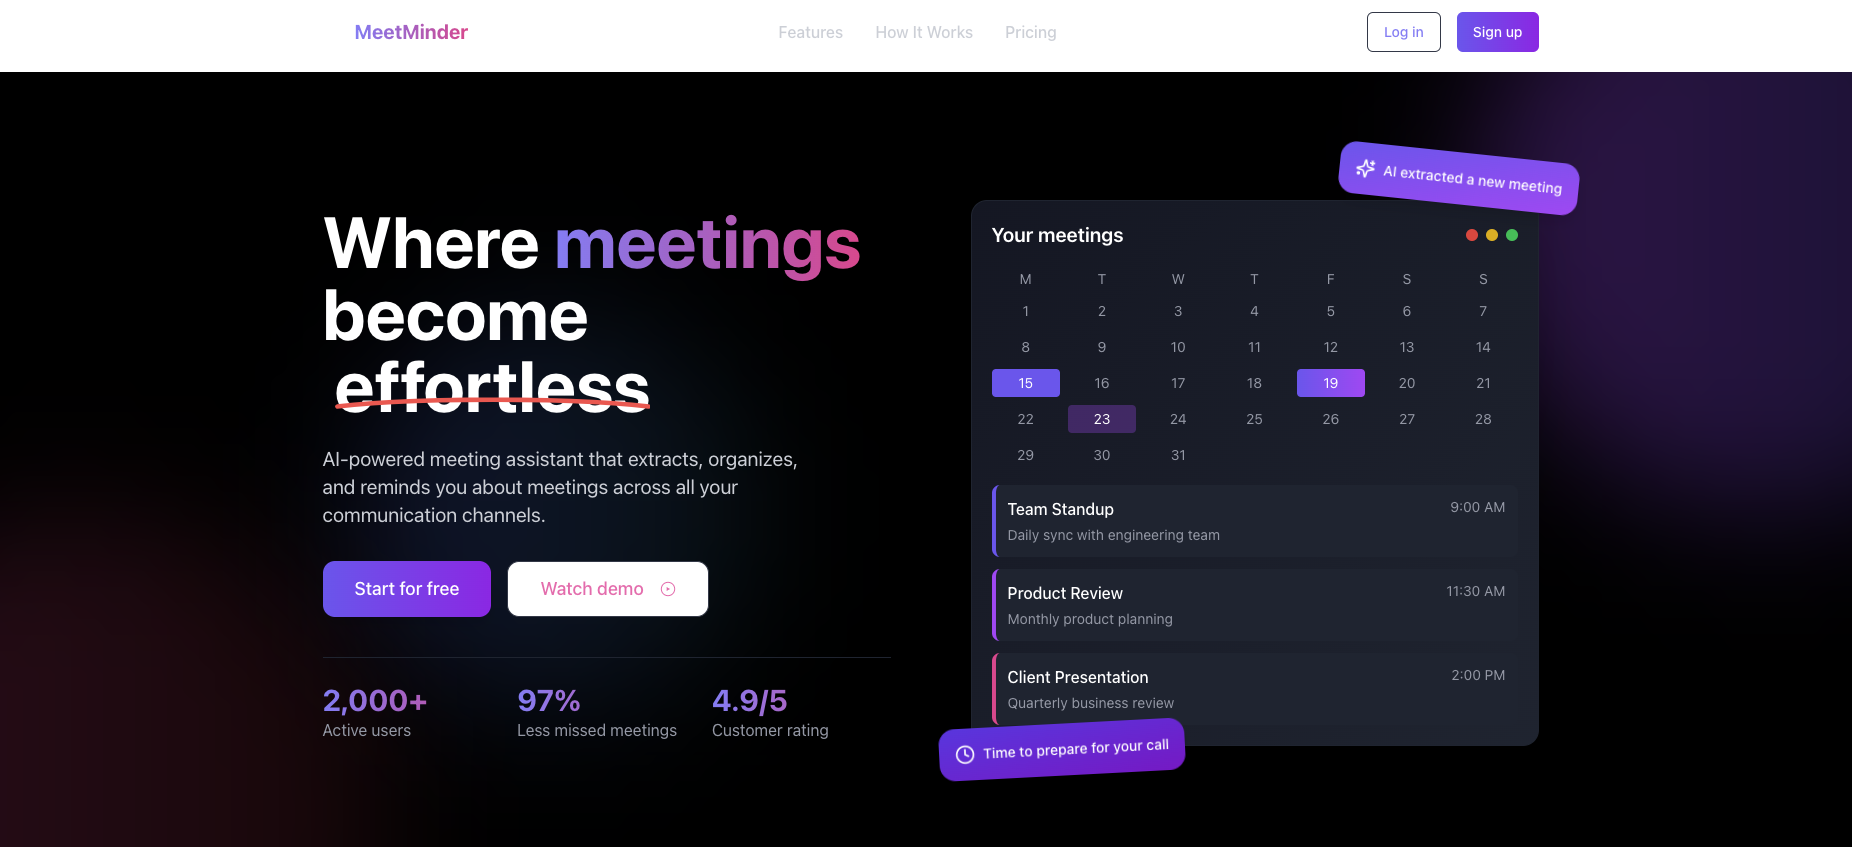 MeetMinder
Features How It Works Pricing
Log in
Sign up
Where meetings
become
effortless
AI-powered meeting assistant that extracts, organizes,
and reminds you about meetings across all your
communication channels.
Start for free
Watch demo
2,000+
Active users
97%
Less missed meetings
4.9/5
Customer rating
AI extracted a new meeting
Your meetings
M T W T F S S
1 2 3 4 5 6 7
8 9 10 11 12 13 14
15 16 17 18 19 20 21
22 23 24 25 26 27 28
29 30 31
Team Standup 9:00 AM
Daily sync with engineering team
Product Review 11:30 AM
Monthly product planning
Client Presentation 2:00 PM
Quarterly business review
Time to prepare for your call